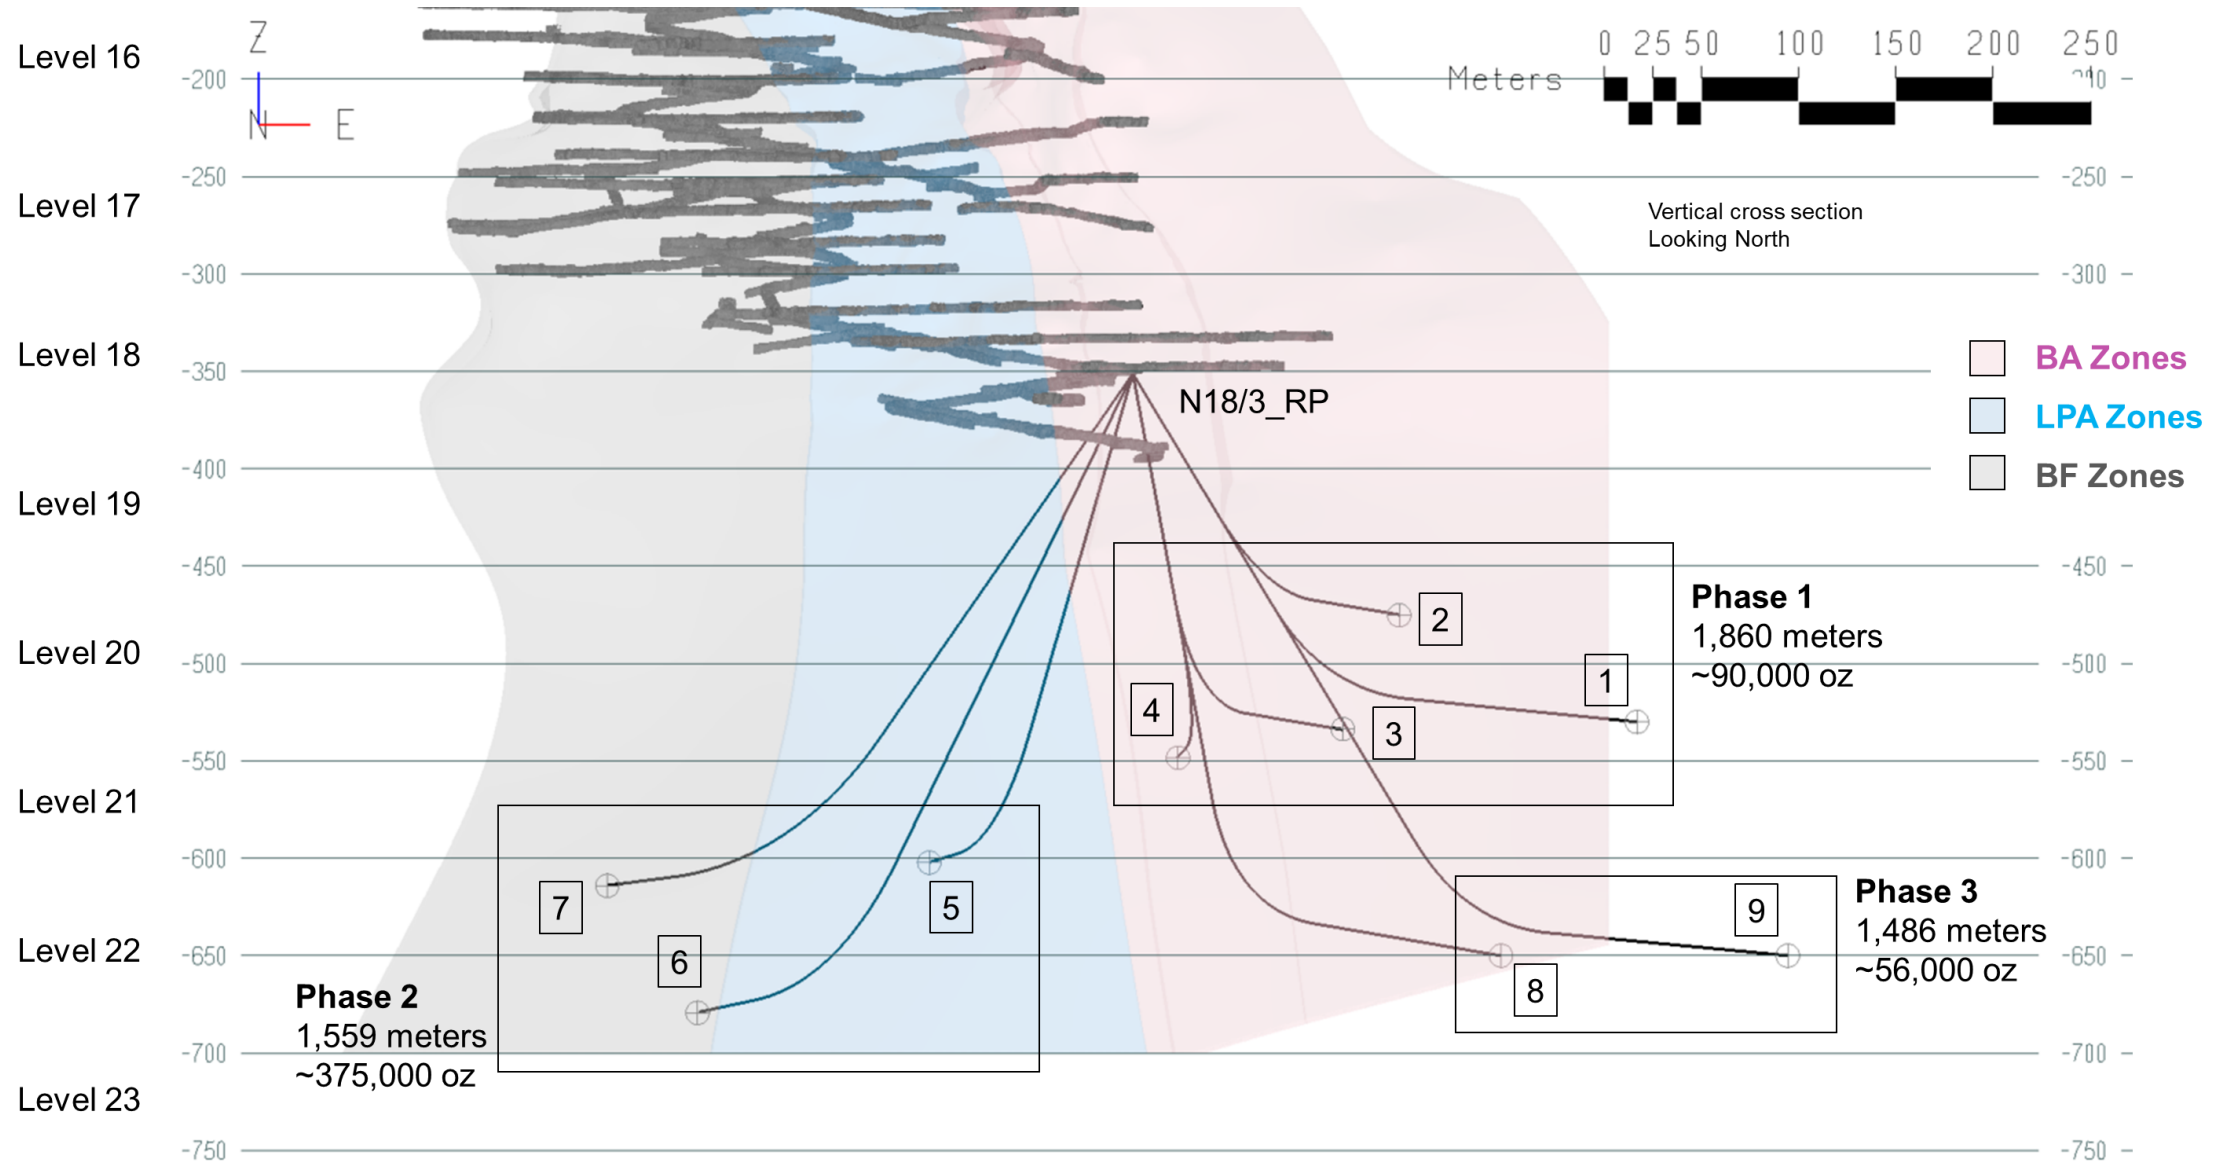 Level 16
Level 17
Level 18
Level 19
Level 20
Level 21
Level 22
Level 23
Z
N E
-200
-250
-300
-350
-400
-450
-500
-550
-600
-650
-700
-750
Meters
0 25 50 100 150 200 250
Vertical cross section
Looking North
-250
-300
-350
-400
-450
-500
-550
-600
-650
-700
-750
BA Zones
LPA Zones
BF Zones
N18/3_RP
Phase 1
1,860 meters
~90,000 oz
2
1
4
3
7
5
6
Phase 2
1,559 meters
~375,000 oz
9
8
Phase 3
1,486 meters
~56,000 oz